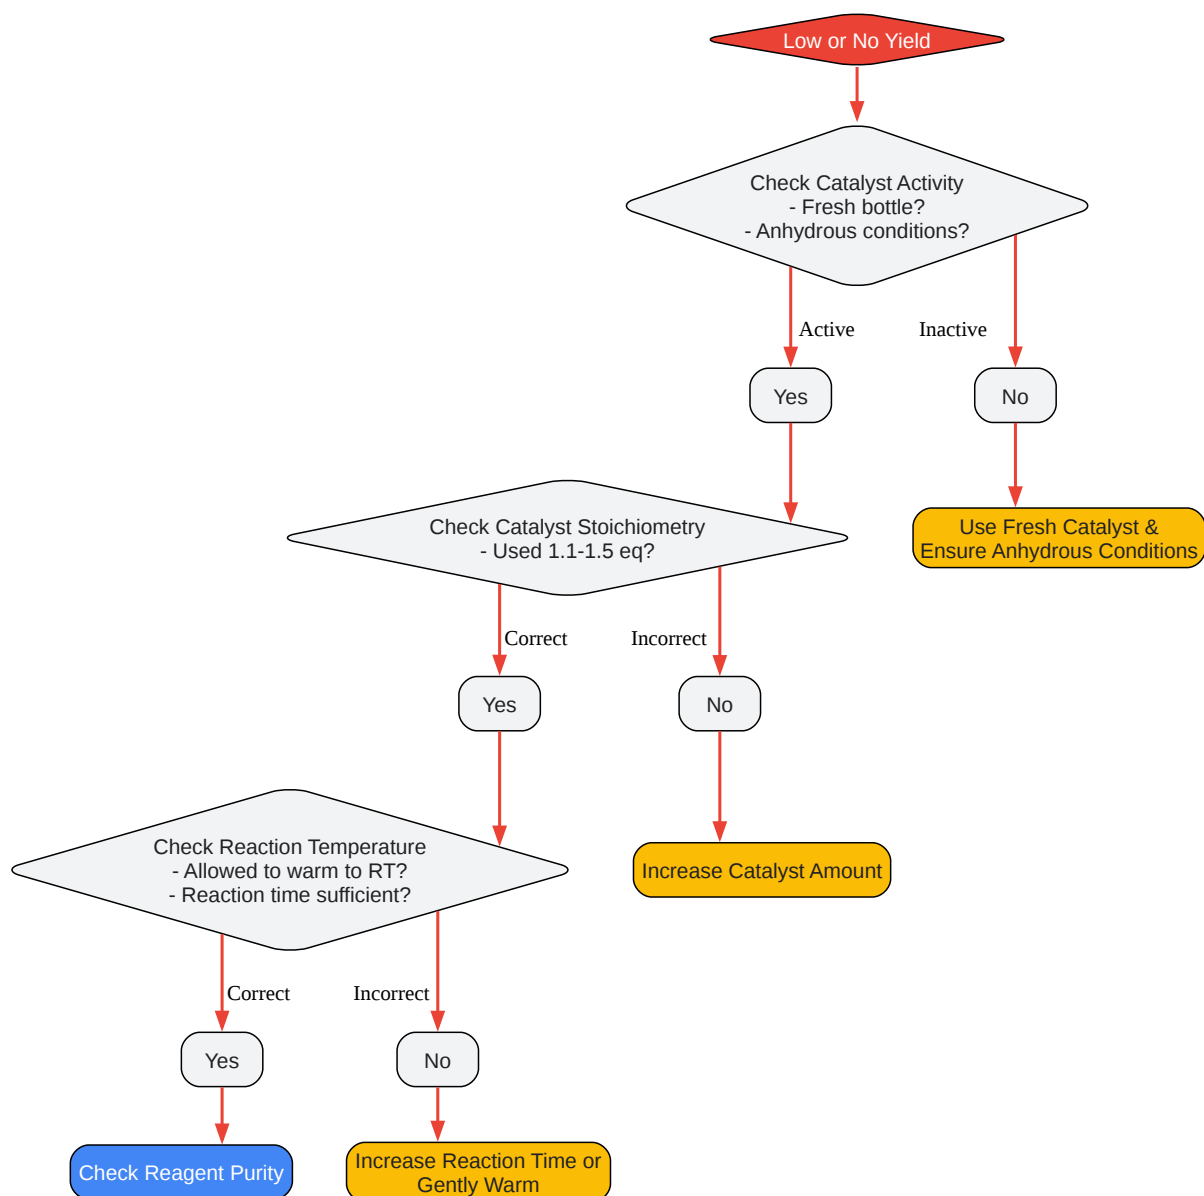 Low or No Yield
Check Catalyst Activity
- Fresh bottle?
- Anhydrous conditions?
Active
Inactive
Yes
No
Use Fresh Catalyst &
Ensure Anhydrous Conditions
Check Catalyst Stoichiometry
- Used 1.1-1.5 eq?
Correct
Incorrect
Yes
No
Increase Catalyst Amount
Check Reaction Temperature
- Allowed to warm to RT?
- Reaction time sufficient?
Correct
Incorrect
Yes
No
Check Reagent Purity
Increase Reaction Time or
Gently Warm